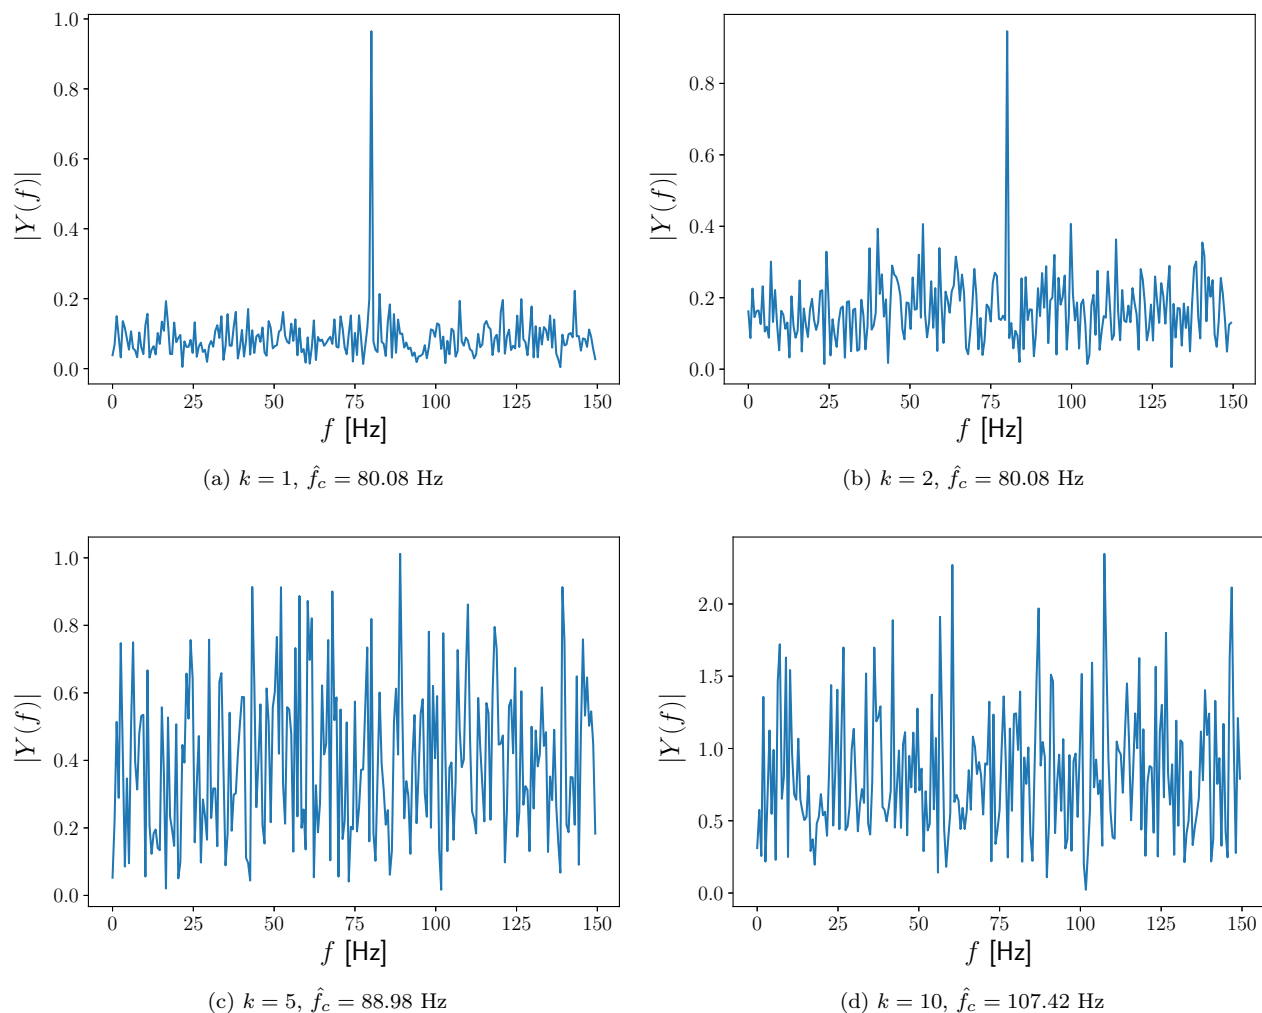 1.0
0.8
0.6
0.4
0.2
0.0
|Y(f)|
0 25 50 75 100 125 150
f [Hz]
(a) k = 1, f̂_c = 80.08 Hz
0.8
0.6
0.4
0.2
0.0
|Y(f)|
0 25 50 75 100 125 150
f [Hz]
(b) k = 2, f̂_c = 80.08 Hz
1.0
0.8
0.6
0.4
0.2
0.0
|Y(f)|
0 25 50 75 100 125 150
f [Hz]
(c) k = 5, f̂_c = 88.98 Hz
2.0
1.5
1.0
0.5
0.0
|Y(f)|
0 25 50 75 100 125 150
f [Hz]
(d) k = 10, f̂_c = 107.42 Hz